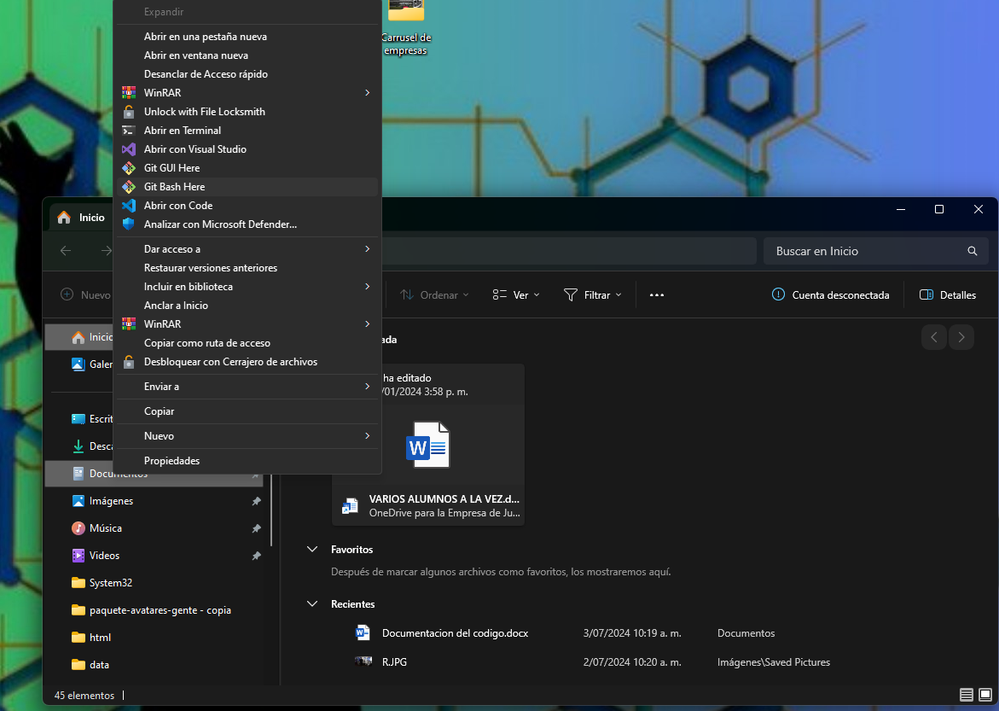 Expandir
Abrir en una pestaña nueva
Abrir en ventana nueva
Desanclar de Acceso rápido
WinRAR
Unlock with File Locksmith
Abrir en Terminal
Abrir con Visual Studio
Git GUI Here
Git Bash Here
Abrir con Code
Analizar con Microsoft Defender...
Dar acceso a
Restaurar versiones anteriores
Incluir en biblioteca
Anclar a Inicio
WinRAR
Copiar como ruta de acceso
Desbloquear con Cerrajero de archivos
Enviar a
Copiar
Nuevo
Propiedades
Carrusel de
empresas
Inicio
Buscar en Inicio
Nuevo
Ordenar
Ver
Filtrar
Cuenta desconectada
Detalles
Inicio
Galer
Escrit
Desca
Documentos
Imágenes
Música
Videos
System32
paquete-avatares-gente - copia
html
data
ada
ha editado
/01/2024 3:58 p. m.
VARIOS ALUMNOS A LA VEZ.d...
OneDrive para la Empresa de Ju...
Favoritos
Después de marcar algunos archivos como favoritos, los mostraremos aquí.
Recientes
Documentacion del codigo.docx 3/07/2024 10:19 a. m. Documentos
R.JPG 2/07/2024 10:20 a. m. Imágenes\Saved Pictures
45 elementos